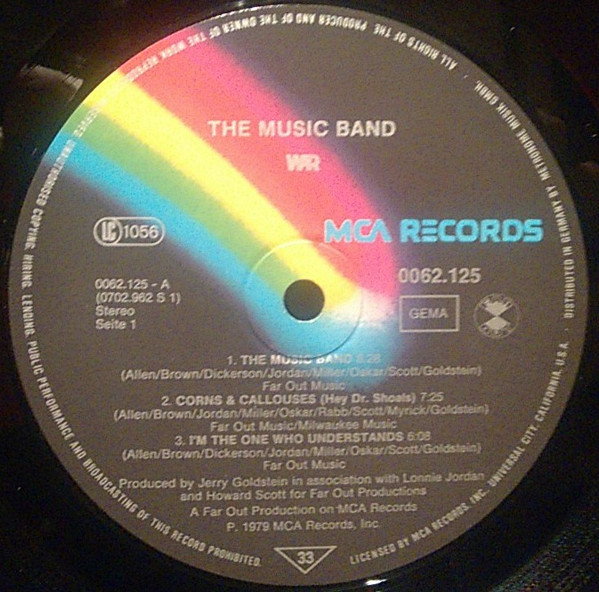 THE MUSIC BAND
WAR
LC 1056
MCA RECORDS
0062.125 - A
(0702.962 S 1)
Stereo
Seite 1
0062.125
GEMA
1. THE MUSIC BAND 8:28
(Allen/Brown/Dickerson/Jordan/Miller/Oskar/Scott/Goldstein)
Far Out Music
2. CORNS & CALLOUSES (Hey Dr. Shoals) 7:25
(Allen/Brown/Jordan/Miller/Oskar/Rabb/Scott/Myrick/Goldstein)
Far Out Music/Milwaukee Music
3. I'M THE ONE WHO UNDERSTANDS 6:08
(Allen/Brown/Dickerson/Jordan/Miller/Oskar/Scott/Goldstein)
Far Out Music
Produced by Jerry Goldstein in association with Lonnie Jordan
and Howard Scott for Far Out Productions
A Far Out Production on MCA Records
P. 1979 MCA Records, Inc.
33
ALL RIGHTS OF THE PRODUCER AND OF THE OWNER OF THE WORK REPRODUCED RESERVED. UNAUTHORISED COPYING, HIRING, LENDING, PUBLIC PERFORMANCE AND BROADCASTING OF THIS RECORD PROHIBITED.
LICENSED BY MCA RECORDS, INC. UNIVERSAL CITY, CALIFORNIA, U.S.A. · DISTRIBUTED IN GERMANY BY METRONOME MUSIK GMBH.